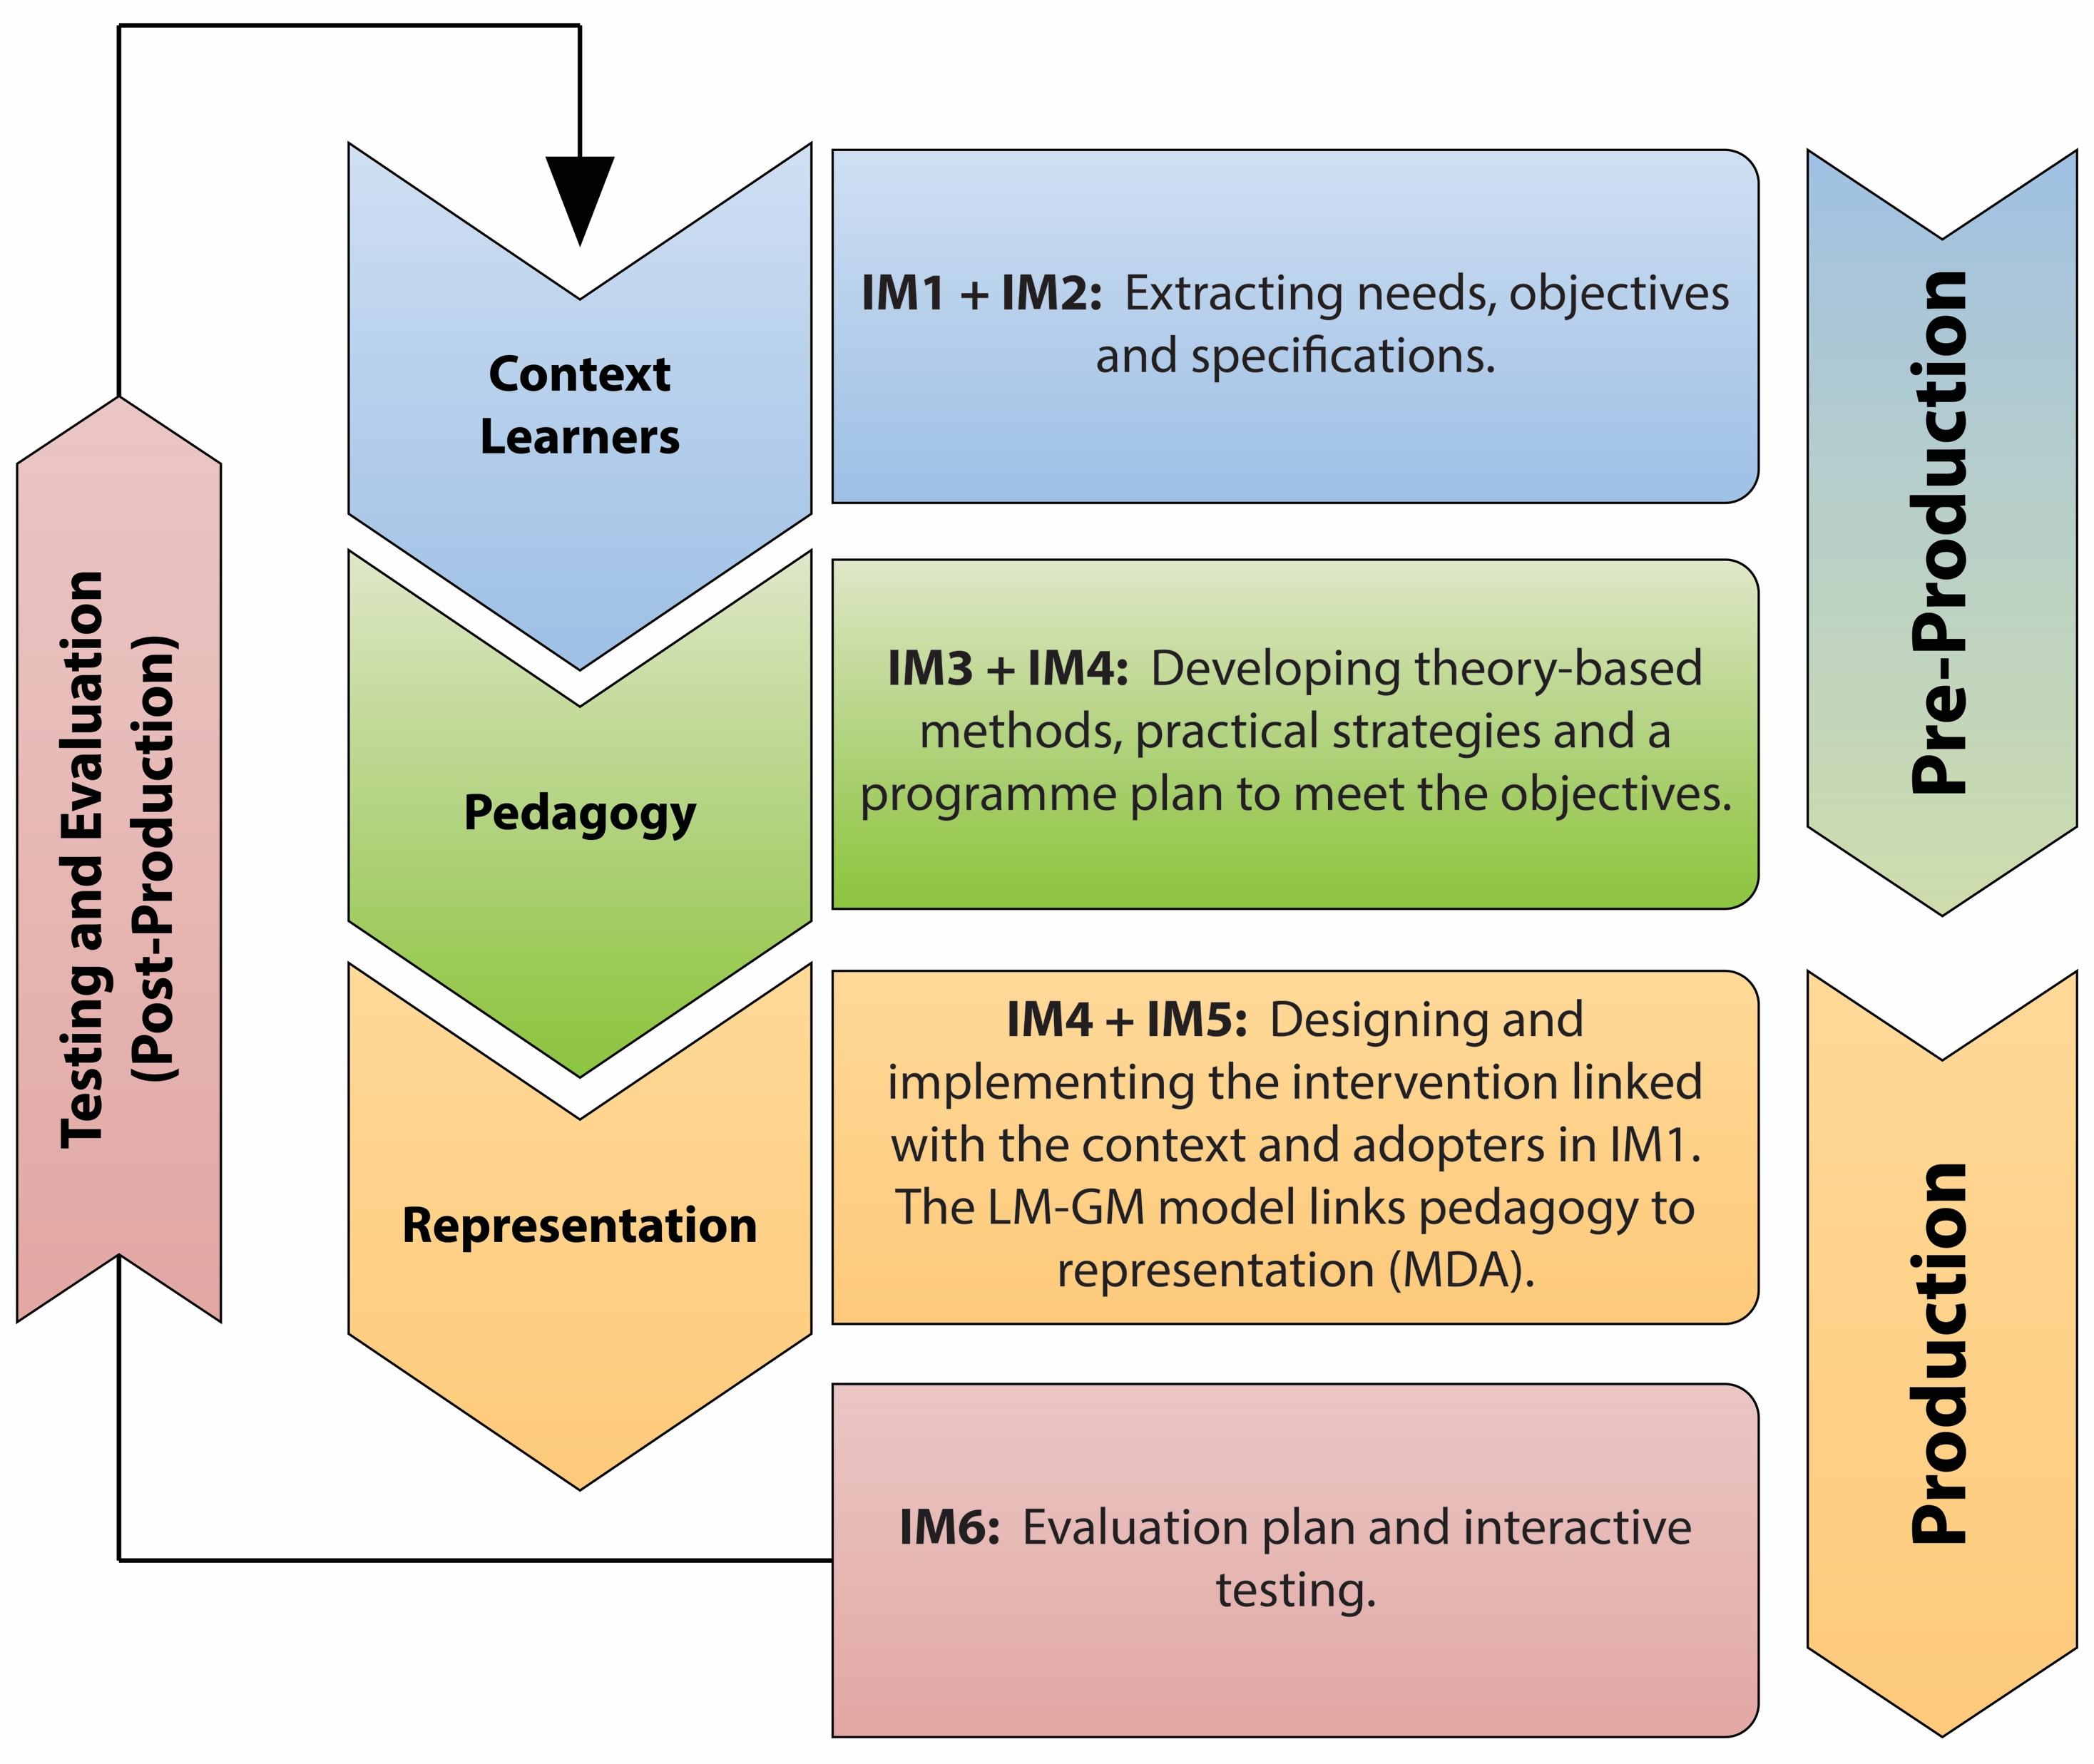 Context
Learners
IM1 + IM2: Extracting needs, objectives
and specifications.
Pre-Production
Pedagogy
IM3 + IM4: Developing theory-based
methods, practical strategies and a
programme plan to meet the objectives.
Testing and Evaluation
(Post-Production)
Representation
IM4 + IM5: Designing and
implementing the intervention linked
with the context and adopters in IM1.
The LM-GM model links pedagogy to
representation (MDA).
Production
IM6: Evaluation plan and interactive
testing.